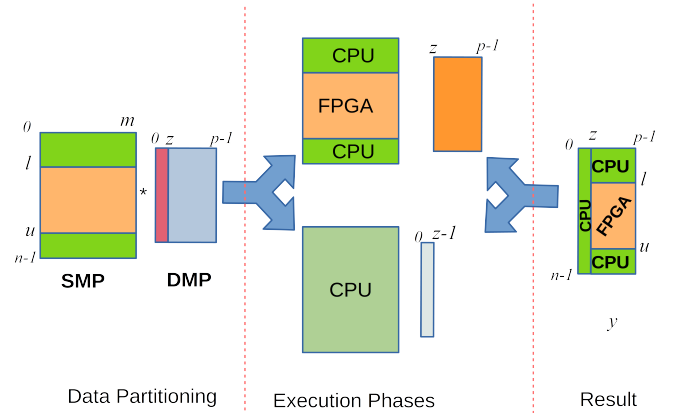 0
m
l
u
n-1
SMP
*
0 z p-1
DMP
CPU
FPGA
CPU
z p-1
CPU
0 z-1
0 z p-1
CPU
l
CPU
FPGA
u
CPU
n-1
y
Data Partitioning
Execution Phases
Result